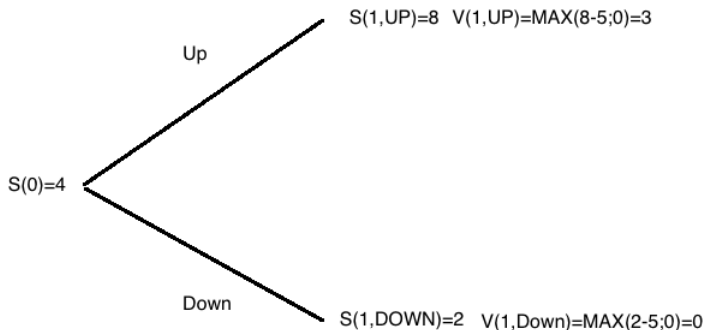 S(1,UP)=8 V(1,UP)=MAX(8-5;0)=3
Up
S(0)=4
Down
S(1,DOWN)=2 V(1,Down)=MAX(2-5;0)=0